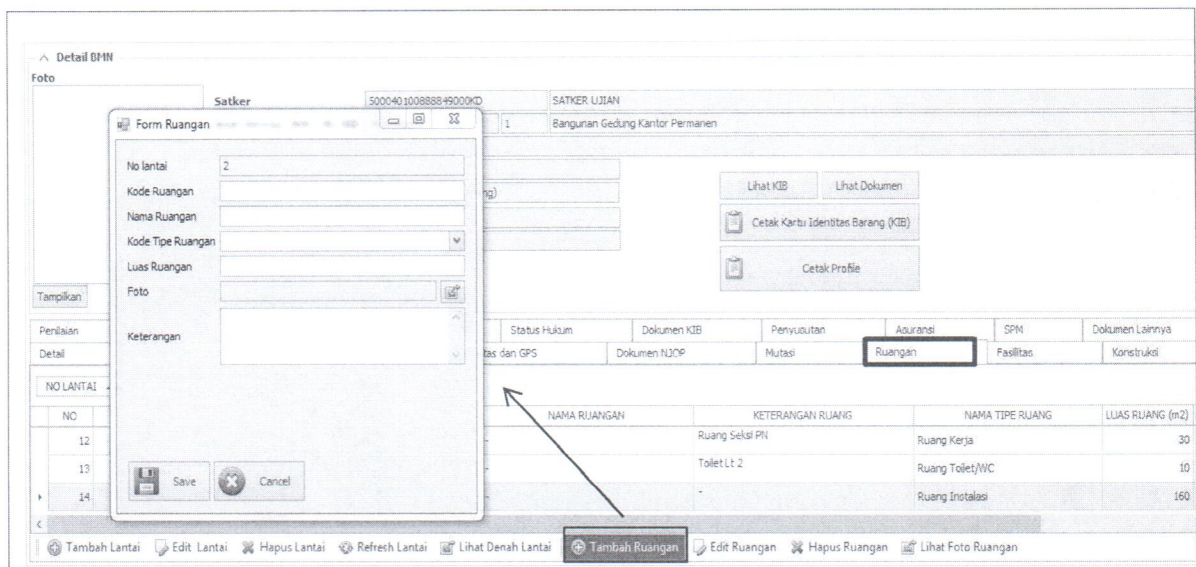 Detail BMN
Foto
Satker 500040100888849000KD SATKER UJIAN
1 Bangunan Gedung Kantor Permanen
Form Ruangan
No lantai 2
Kode Ruangan
Nama Ruangan
Kode Tipe Ruangan
Luas Ruangan
Foto
Keterangan
Save Cancel
ng)
Lihat KIB Lihat Dokumen
Cetak Kartu Identitas Barang (KIB)
Cetak Profile
Tampilkan
Penilaian Status Hukum Dokumen KIB Penyusutan Asuransi SPM Dokumen Lainnya
Detail tas dan GPS Dokumen NJOP Mutasi Ruangan Fasilitas Konstruksi
NO LANTAI
NO NAMA RUANGAN KETERANGAN RUANG NAMA TIPE RUANG LUAS RUANG (m2)
12 - Ruang Seksi PN Ruang Kerja 30
13 - Toilet Lt 2 Ruang Toilet/WC 10
14 - - Ruang Instalasi 160
Tambah Lantai Edit Lantai Hapus Lantai Refresh Lantai Lihat Denah Lantai Tambah Ruangan Edit Ruangan Hapus Ruangan Lihat Foto Ruangan